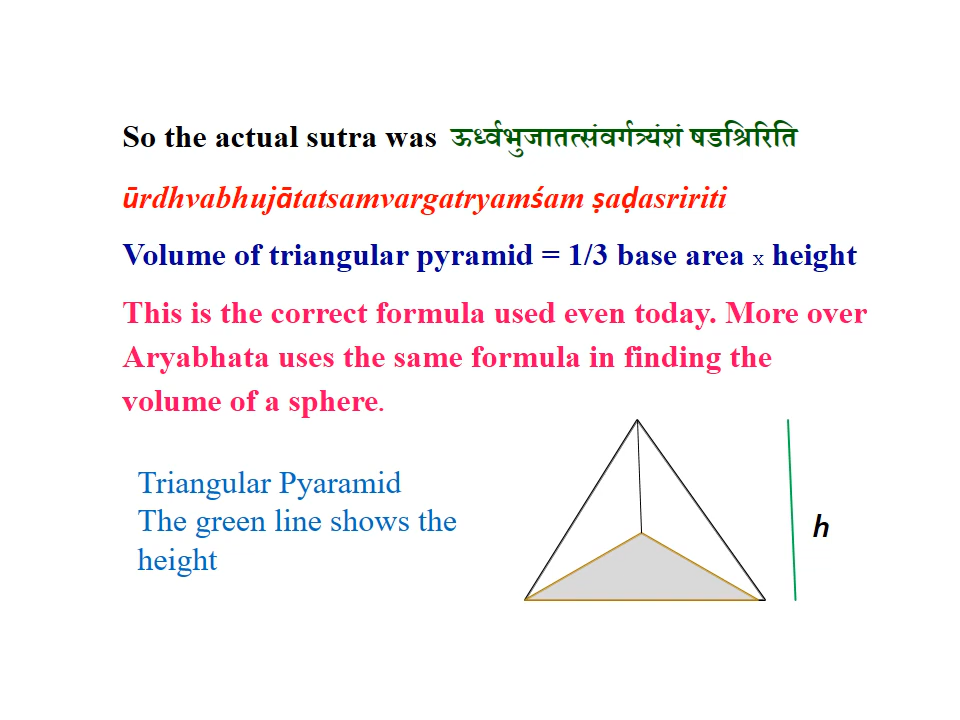 So the actual sutra was ऊर्ध्वभुजातत्संवर्गत्र्यंशं षडश्रिरिति
ūrdhvabhujātatsamvargatryamśam ṣaḍasririti
Volume of triangular pyramid = 1/3 base area x height
This is the correct formula used even today. More over
Aryabhata uses the same formula in finding the
volume of a sphere.
Triangular Pyaramid
The green line shows the
height
h